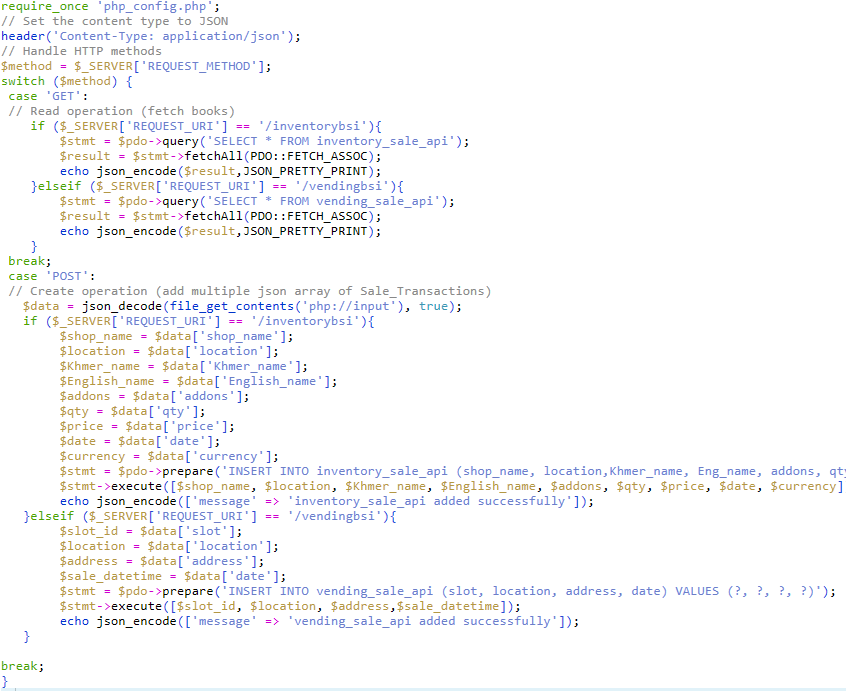 require_once 'php_config.php';
// Set the content type to JSON
header('Content-Type: application/json');
// Handle HTTP methods
$method = $_SERVER['REQUEST_METHOD'];
switch ($method) {
 case 'GET':
 // Read operation (fetch books)
    if ($_SERVER['REQUEST_URI'] == '/inventorybsi'){
        $stmt = $pdo->query('SELECT * FROM inventory_sale_api');
        $result = $stmt->fetchAll(PDO::FETCH_ASSOC);
        echo json_encode($result,JSON_PRETTY_PRINT);
    }elseif ($_SERVER['REQUEST_URI'] == '/vendingbsi'){
        $stmt = $pdo->query('SELECT * FROM vending_sale_api');
        $result = $stmt->fetchAll(PDO::FETCH_ASSOC);
        echo json_encode($result,JSON_PRETTY_PRINT);
    }
 break;
 case 'POST':
 // Create operation (add multiple json array of Sale_Transactions)
   $data = json_decode(file_get_contents('php://input'), true);
   if ($_SERVER['REQUEST_URI'] == '/inventorybsi'){
        $shop_name = $data['shop_name'];
        $location = $data['location'];
        $Khmer_name = $data['Khmer_name'];
        $English_name = $data['English_name'];
        $addons = $data['addons'];
        $qty = $data['qty'];
        $price = $data['price'];
        $date = $data['date'];
        $currency = $data['currency'];
        $stmt = $pdo->prepare('INSERT INTO inventory_sale_api (shop_name, location,Khmer_name, Eng_name, addons, qty
        $stmt->execute([$shop_name, $location, $Khmer_name, $English_name, $addons, $qty, $price, $date, $currency]
        echo json_encode(['message' => 'inventory_sale_api added successfully']);
   }elseif ($_SERVER['REQUEST_URI'] == '/vendingbsi'){
        $slot_id = $data['slot'];
        $location = $data['location'];
        $address = $data['address'];
        $sale_datetime = $data['date'];
        $stmt = $pdo->prepare('INSERT INTO vending_sale_api (slot, location, address, date) VALUES (?, ?, ?, ?)');
        $stmt->execute([$slot_id, $location, $address,$sale_datetime]);
        echo json_encode(['message' => 'vending_sale_api added successfully']);
   }
break;
}